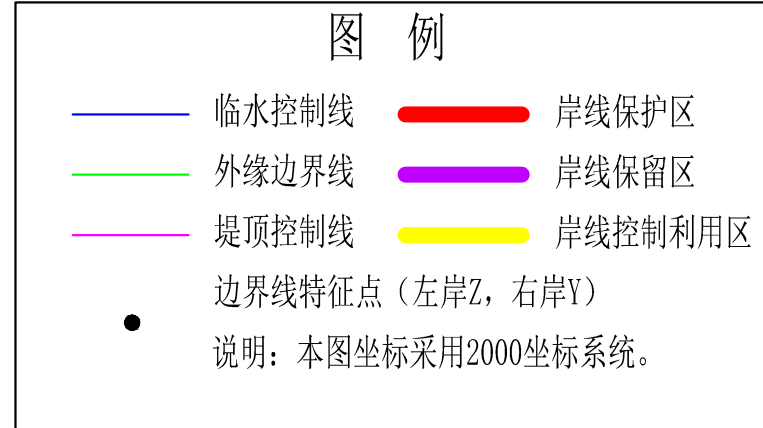 图 例
临水控制线 岸线保护区
外缘边界线 岸线保留区
堤顶控制线 岸线控制利用区
边界线特征点（左岸Z，右岸Y）
说明：本图坐标采用2000坐标系统。